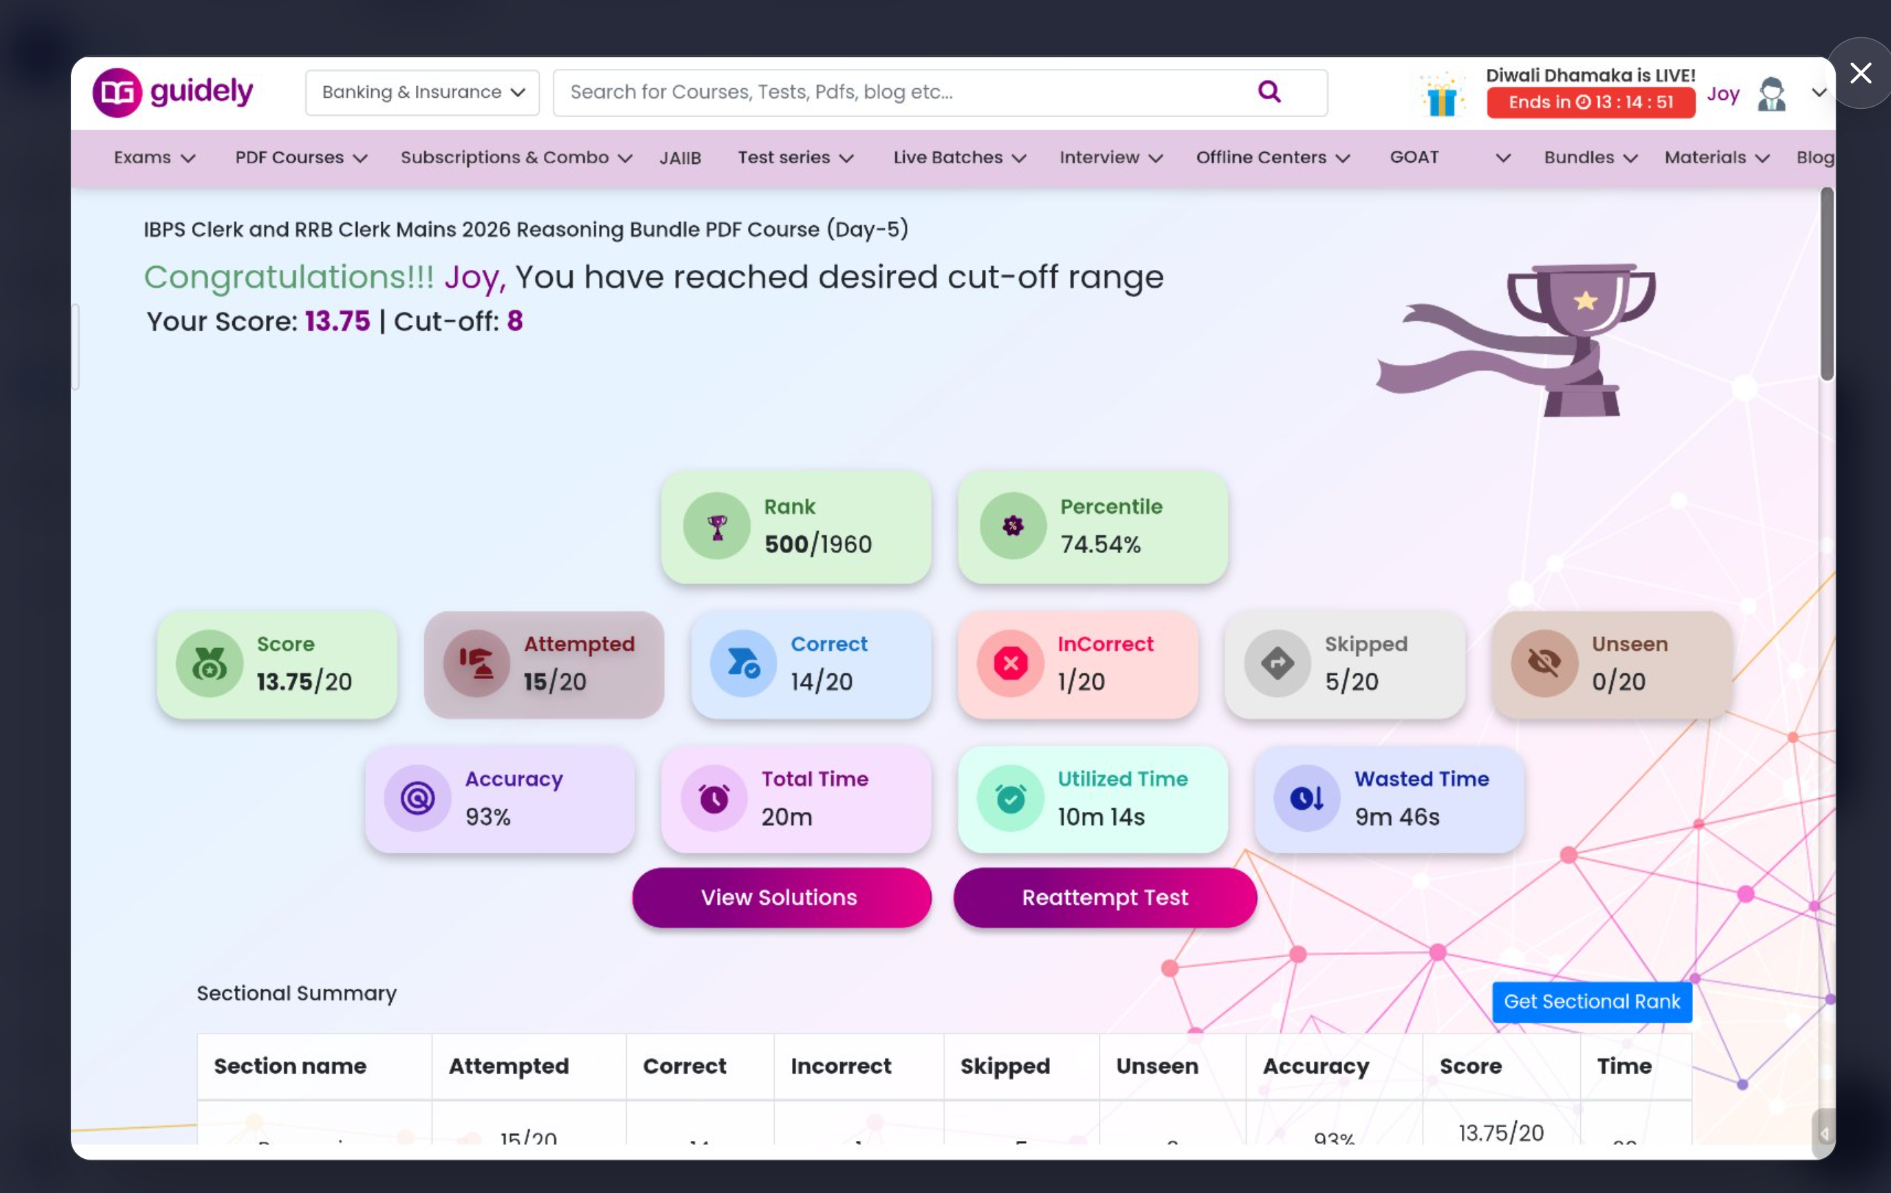 guidely
Banking & Insurance
Search for Courses, Tests, Pdfs, blog etc...
Diwali Dhamaka is LIVE!
Ends in 13 : 14 : 51
Joy
Exams PDF Courses Subscriptions & Combo JAIIB Test series Live Batches Interview Offline Centers GOAT Bundles Materials Blog
IBPS Clerk and RRB Clerk Mains 2026 Reasoning Bundle PDF Course (Day-5)
Congratulations!!! Joy, You have reached desired cut-off range
Your Score: 13.75 | Cut-off: 8
Rank
500/1960
Percentile
74.54%
Score
13.75/20
Attempted
15/20
Correct
14/20
InCorrect
1/20
Skipped
5/20
Unseen
0/20
Accuracy
93%
Total Time
20m
Utilized Time
10m 14s
Wasted Time
9m 46s
View Solutions
Reattempt Test
Sectional Summary
Get Sectional Rank
Section name Attempted Correct Incorrect Skipped Unseen Accuracy Score Time
15/20 93% 13.75/20